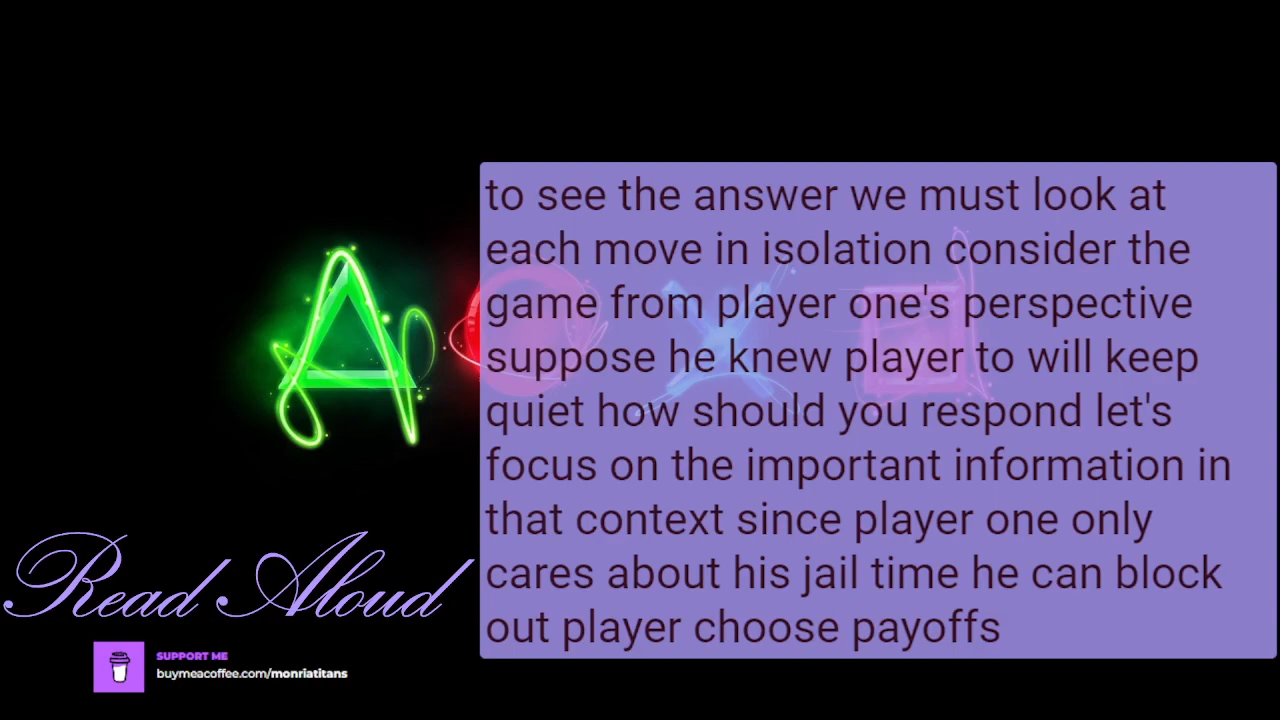 to see the answer we must look at
each move in isolation consider the
game from player one's perspective
suppose he knew player to will keep
quiet how should you respond let's
focus on the important information in
that context since player one only
cares about his jail time he can block
out player choose payoffs
Read Aloud
SUPPORT ME
buymeacoffee.com/monriatitans